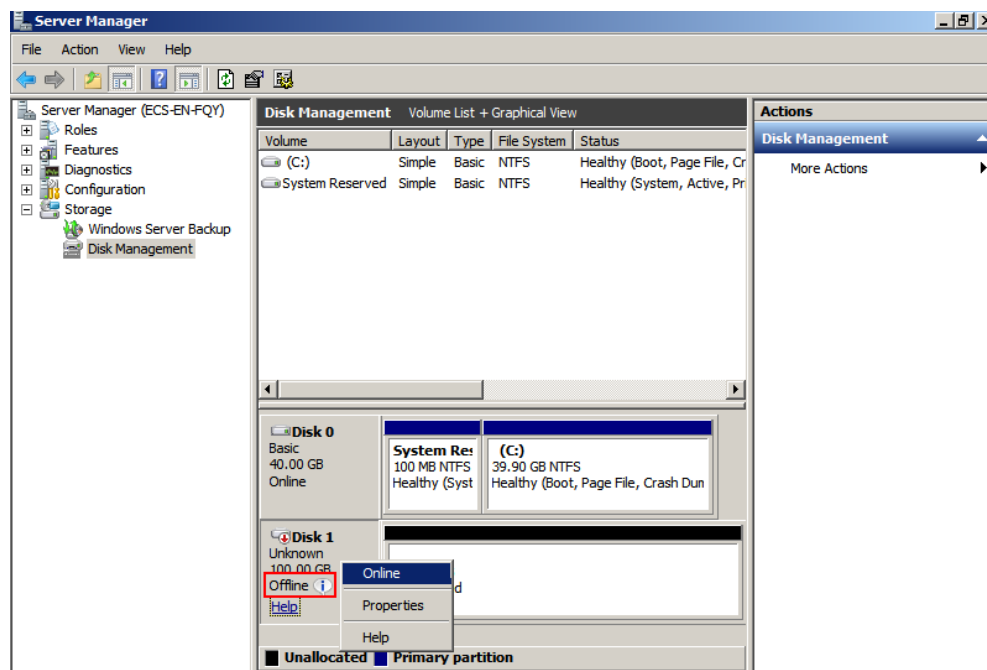 Server Manager
File Action View Help
Server Manager (ECS-EN-FQY)
Roles
Features
Diagnostics
Configuration
Storage
Windows Server Backup
Disk Management
Disk Management Volume List + Graphical View
Volume Layout Type File System Status
(C:) Simple Basic NTFS Healthy (Boot, Page File, Cr
System Reserved Simple Basic NTFS Healthy (System, Active, Pr
Disk 0
Basic
40.00 GB
Online
System Res
100 MB NTFS
Healthy (Syst
(C:)
39.90 GB NTFS
Healthy (Boot, Page File, Crash Dun
Disk 1
Unknown
100.00 GB
Offline
Help
d
Online
Properties
Help
Unallocated Primary partition
Actions
Disk Management
More Actions